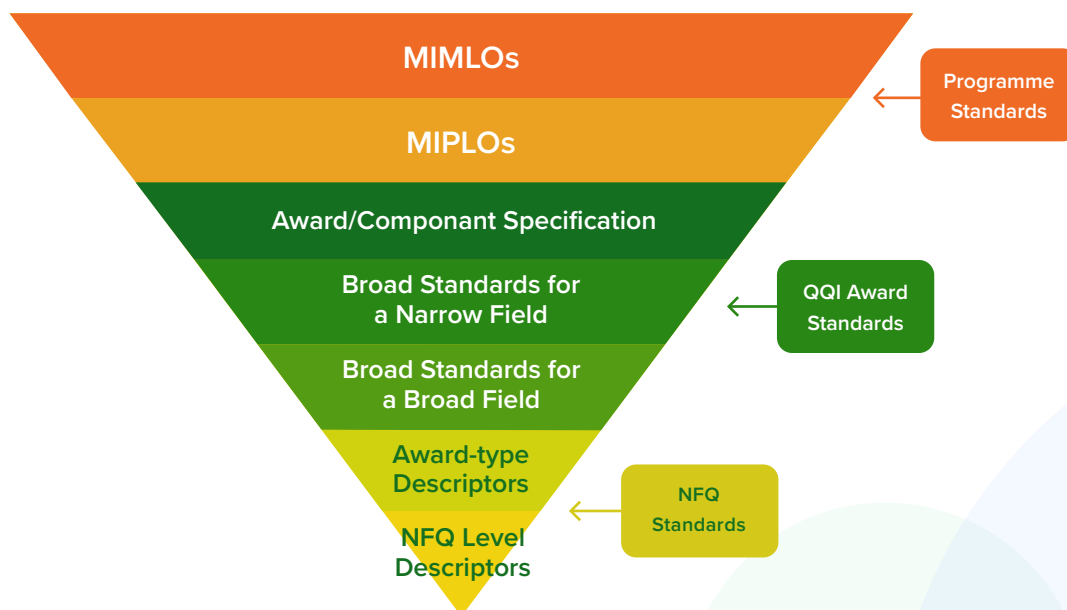 MIMLOs
Programme
Standards
MIPLOs
Award/Componant Specification
Broad Standards for
a Narrow Field
QQI Award
Standards
Broad Standards for
a Broad Field
Award-type
Descriptors
NFQ
Standards
NFQ Level
Descriptors